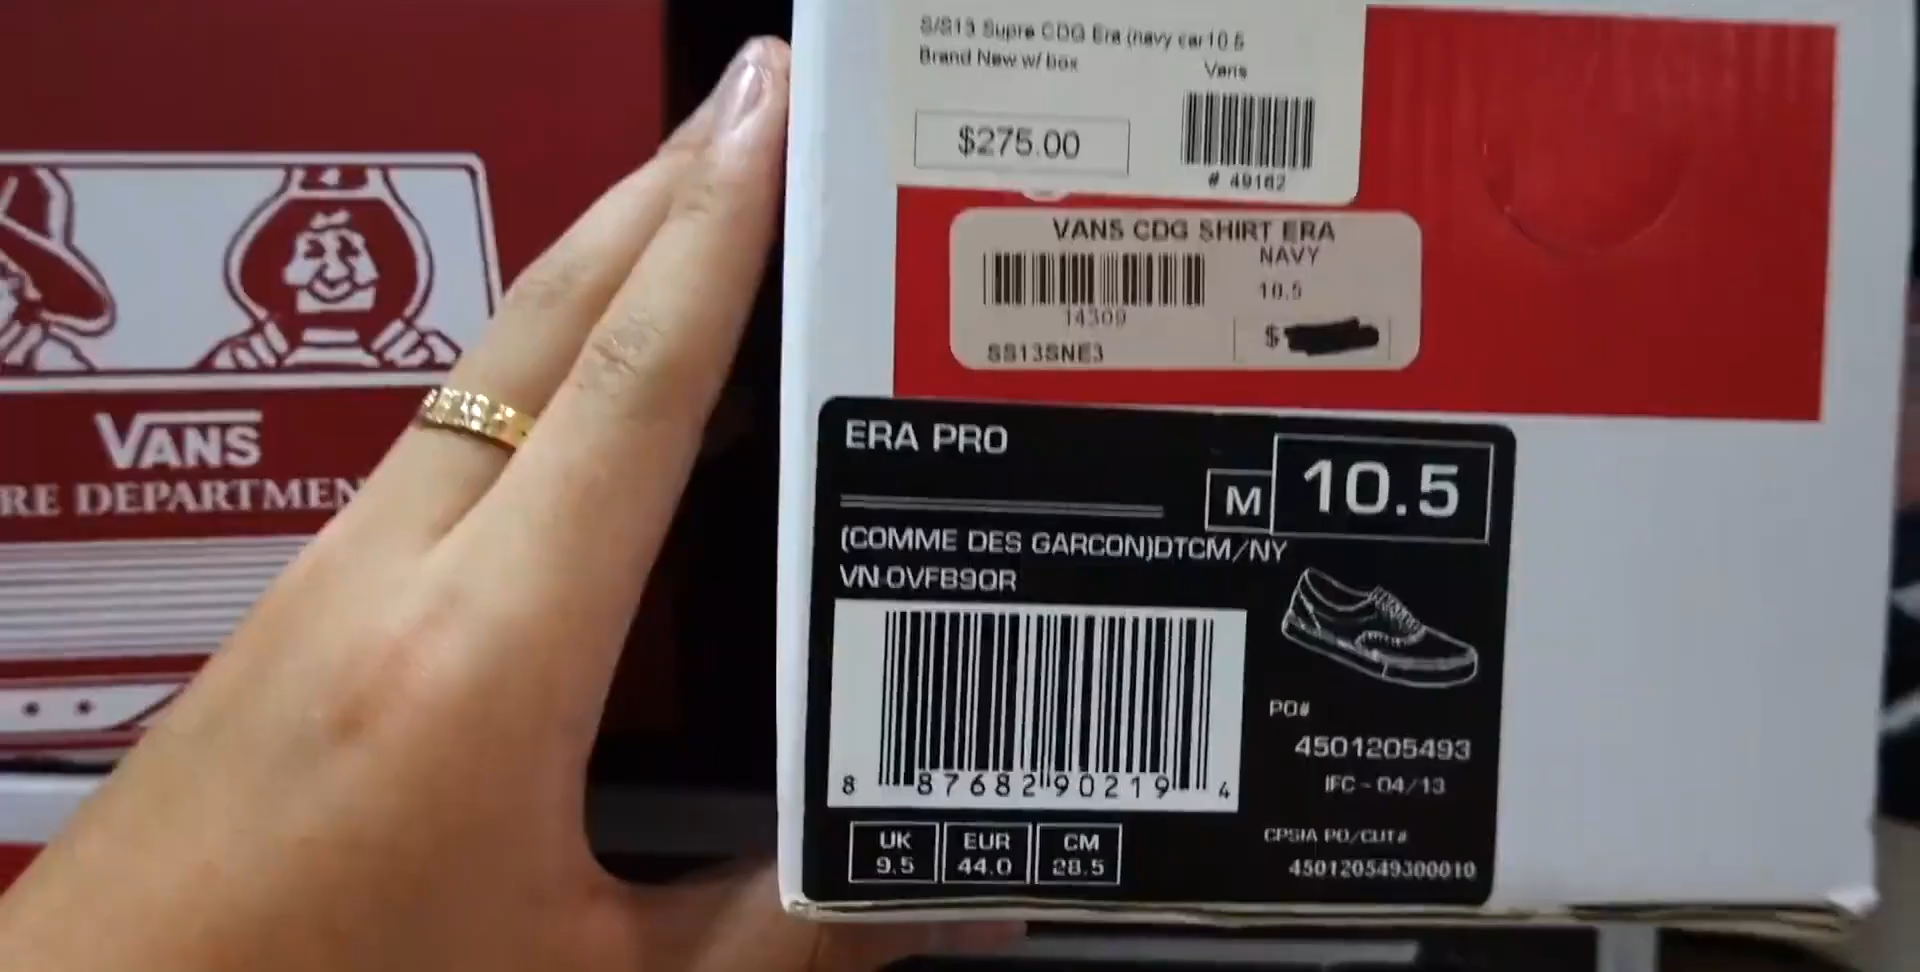 S/S13 Supre CDG Era (navy car10.5
Brand New w/ box
Vans
$275.00
# 49162
VANS CDG SHIRT ERA
NAVY
10.5
14309
$
SS13SNE3
ERA PRO
M 10.5
(COMME DES GARCON)DTCM/NY
VN-0VFB90R
PO#
4501205493
8 87682 90219 4
IFC - 04/13
UK EUR CM
9.5 44.0 28.5
CPSIA PO/CUT#
450120549300010
VANS
RE DEPARTMEN